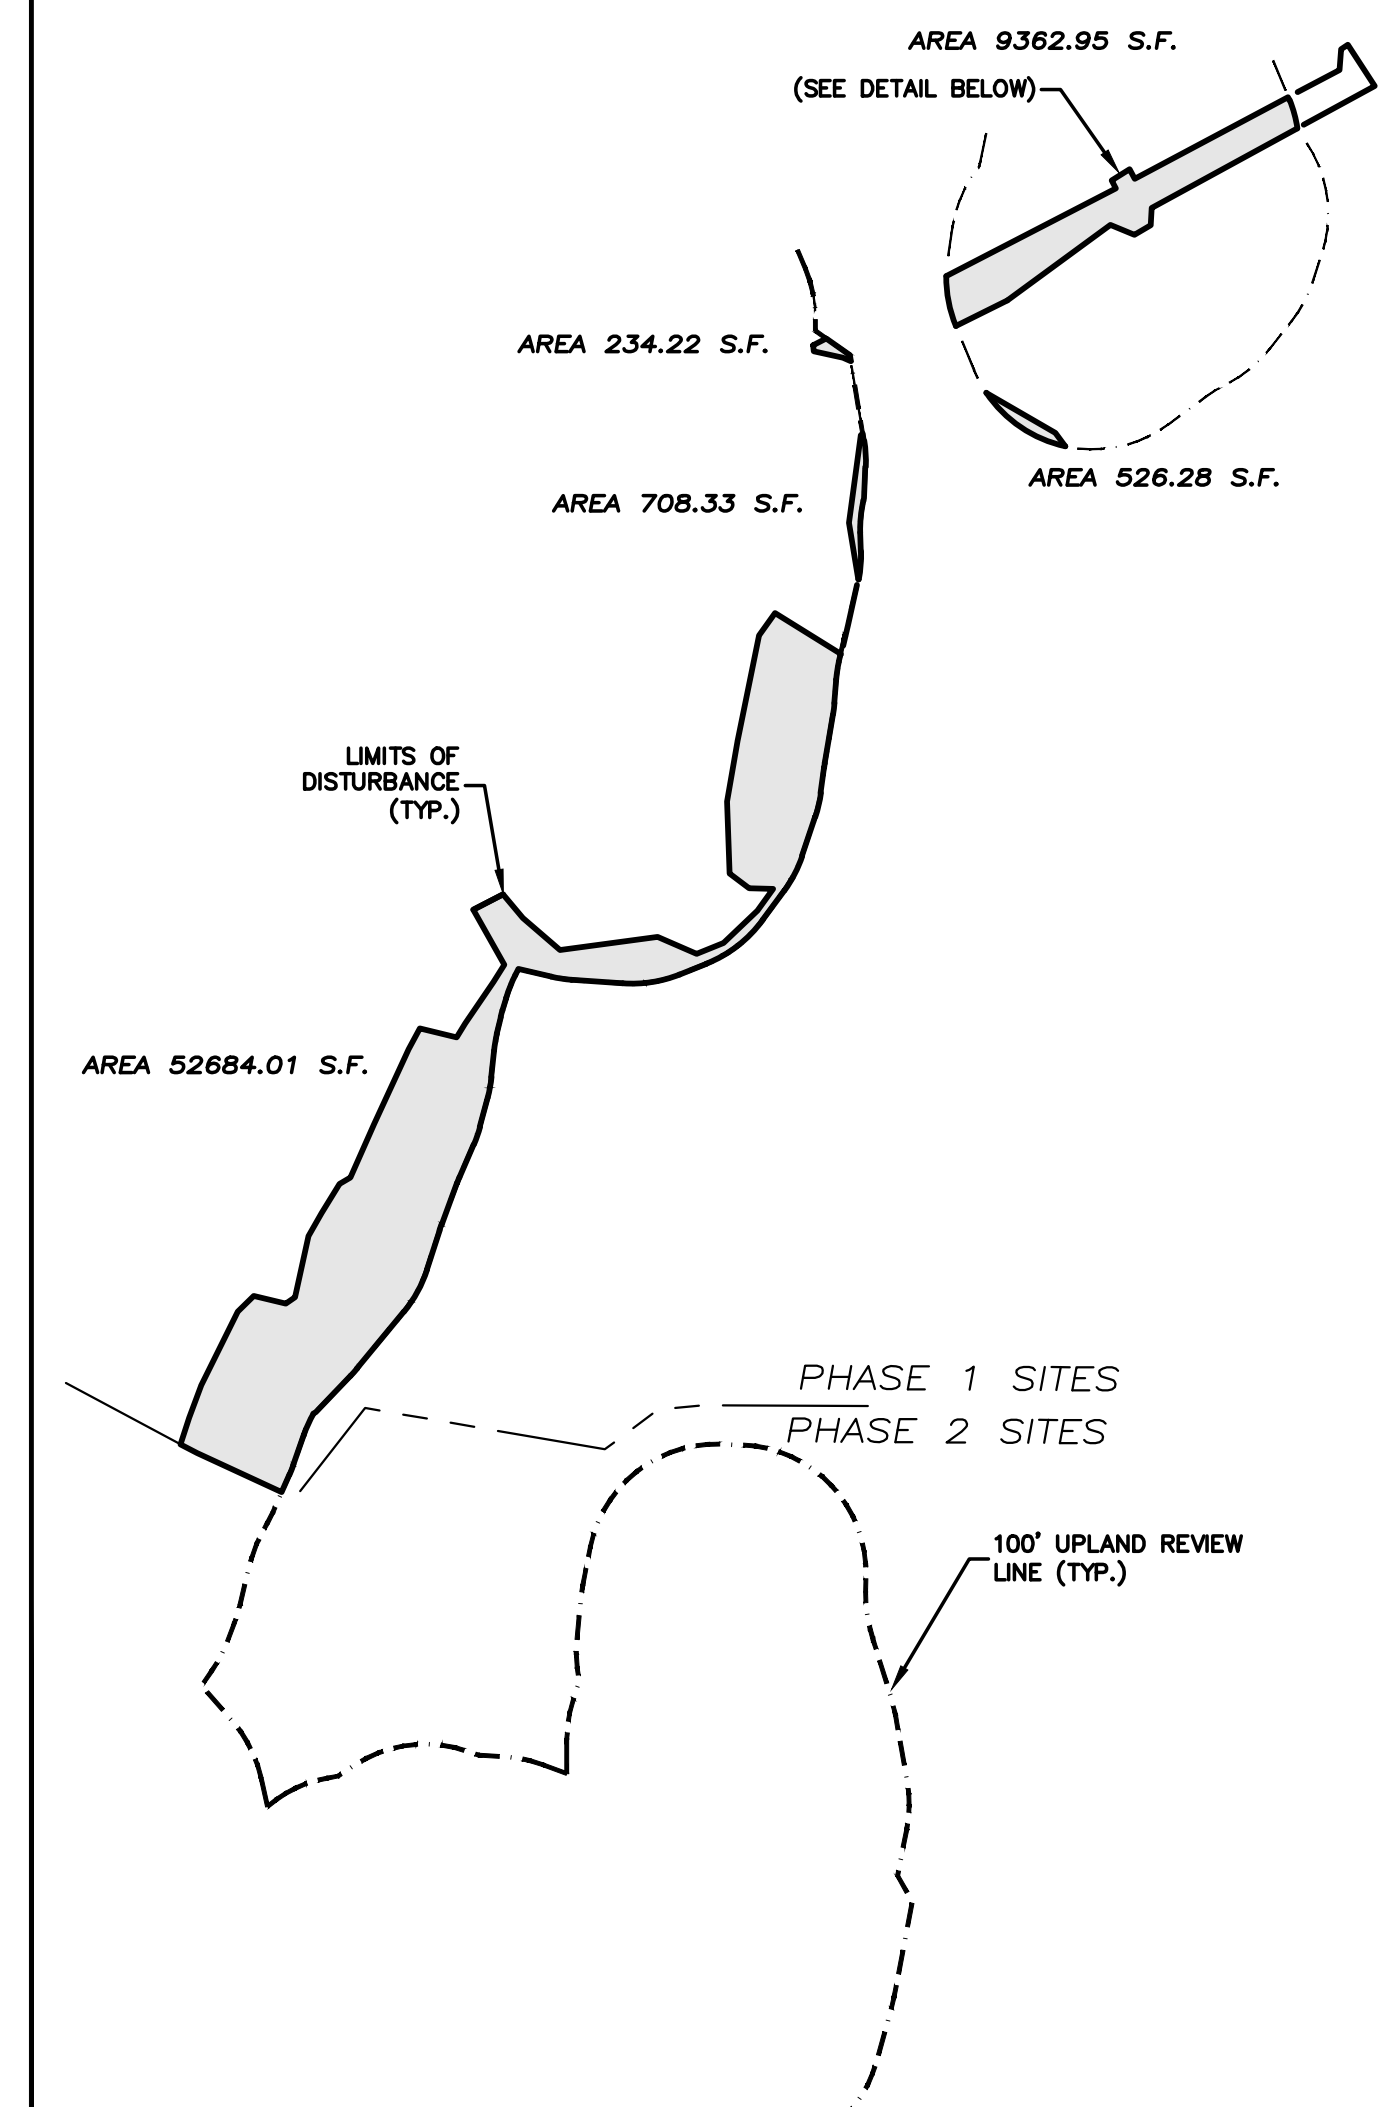 AREA 9362.95 S.F.
(SEE DETAIL BELOW)
AREA 234.22 S.F.
AREA 526.28 S.F.
AREA 708.33 S.F.
LIMITS OF
DISTURBANCE
(TYP.)
AREA 52684.01 S.F.
PHASE 1 SITES
PHASE 2 SITES
100' UPLAND REVIEW
LINE (TYP.)